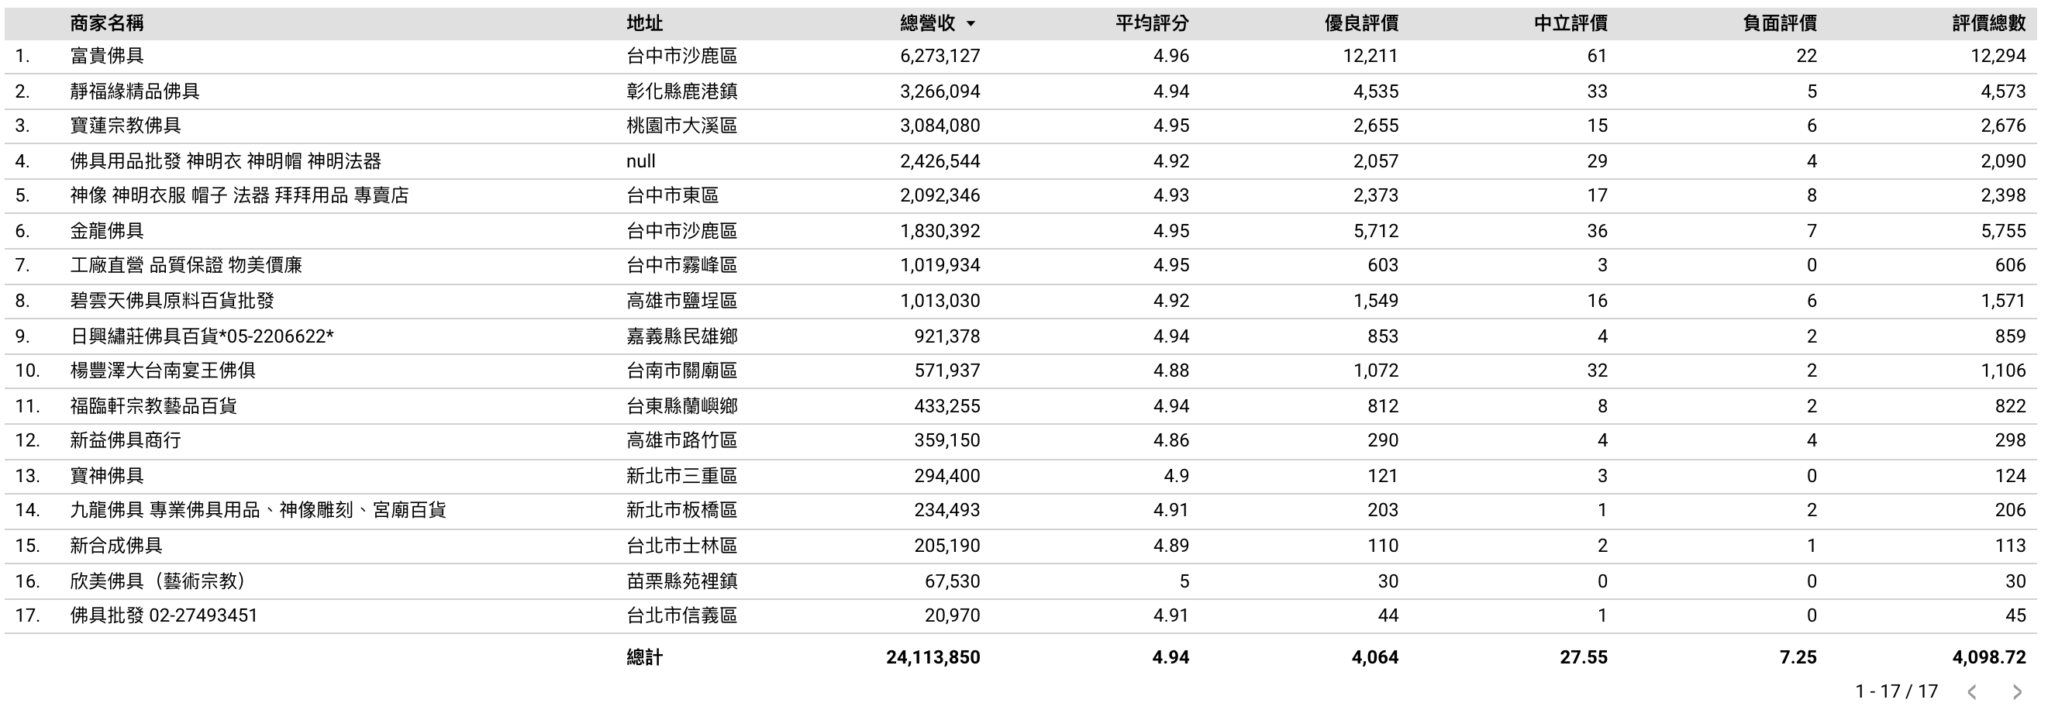 商家名稱 地址 總營收 平均評分 優良評價 中立評價 負面評價 評價總數
1. 富貴佛具 台中市沙鹿區 6,273,127 4.96 12,211 61 22 12,294
2. 靜福緣精品佛具 彰化縣鹿港鎮 3,266,094 4.94 4,535 33 5 4,573
3. 寶蓮宗教佛具 桃園市大溪區 3,084,080 4.95 2,655 15 6 2,676
4. 佛具用品批發 神明衣 神明帽 神明法器 null 2,426,544 4.92 2,057 29 4 2,090
5. 神像 神明衣服 帽子 法器 拜拜用品 專賣店 台中市東區 2,092,346 4.93 2,373 17 8 2,398
6. 金龍佛具 台中市沙鹿區 1,830,392 4.95 5,712 36 7 5,755
7. 工廠直營 品質保證 物美價廉 台中市霧峰區 1,019,934 4.95 603 3 0 606
8. 碧雲天佛具原料百貨批發 高雄市鹽埕區 1,013,030 4.92 1,549 16 6 1,571
9. 日興繡莊佛具百貨*05-2206622* 嘉義縣民雄鄉 921,378 4.94 853 4 2 859
10. 楊豐澤大台南宴王佛俱 台南市關廟區 571,937 4.88 1,072 32 2 1,106
11. 福臨軒宗教藝品百貨 台東縣蘭嶼鄉 433,255 4.94 812 8 2 822
12. 新益佛具商行 高雄市路竹區 359,150 4.86 290 4 4 298
13. 寶神佛具 新北市三重區 294,400 4.9 121 3 0 124
14. 九龍佛具 專業佛具用品、神像雕刻、宮廟百貨 新北市板橋區 234,493 4.91 203 1 2 206
15. 新合成佛具 台北市士林區 205,190 4.89 110 2 1 113
16. 欣美佛具（藝術宗教） 苗栗縣苑裡鎮 67,530 5 30 0 0 30
17. 佛具批發 02-27493451 台北市信義區 20,970 4.91 44 1 0 45
總計 24,113,850 4.94 4,064 27.55 7.25 4,098.72
1 - 17 / 17